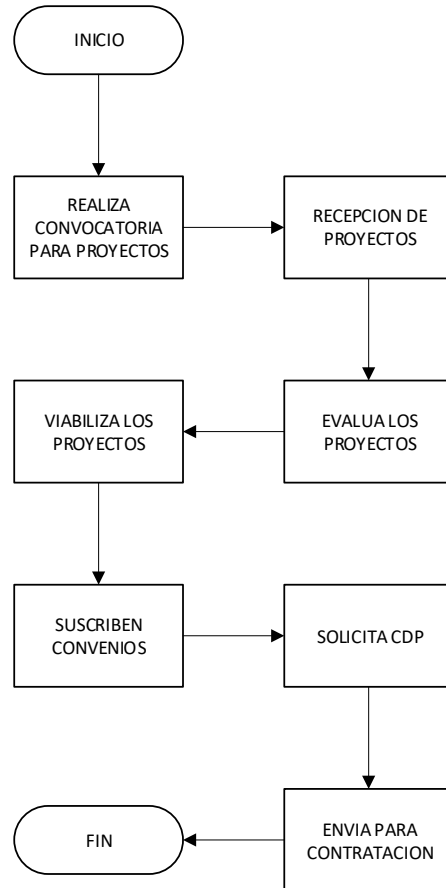 INICIO
REALIZA
CONVOCATORIA
PARA PROYECTOS
RECEPCION DE
PROYECTOS
EVALUA LOS
PROYECTOS
VIABILIZA LOS
PROYECTOS
SUSCRIBEN
CONVENIOS
SOLICITA CDP
ENVIA PARA
CONTRATACION
FIN